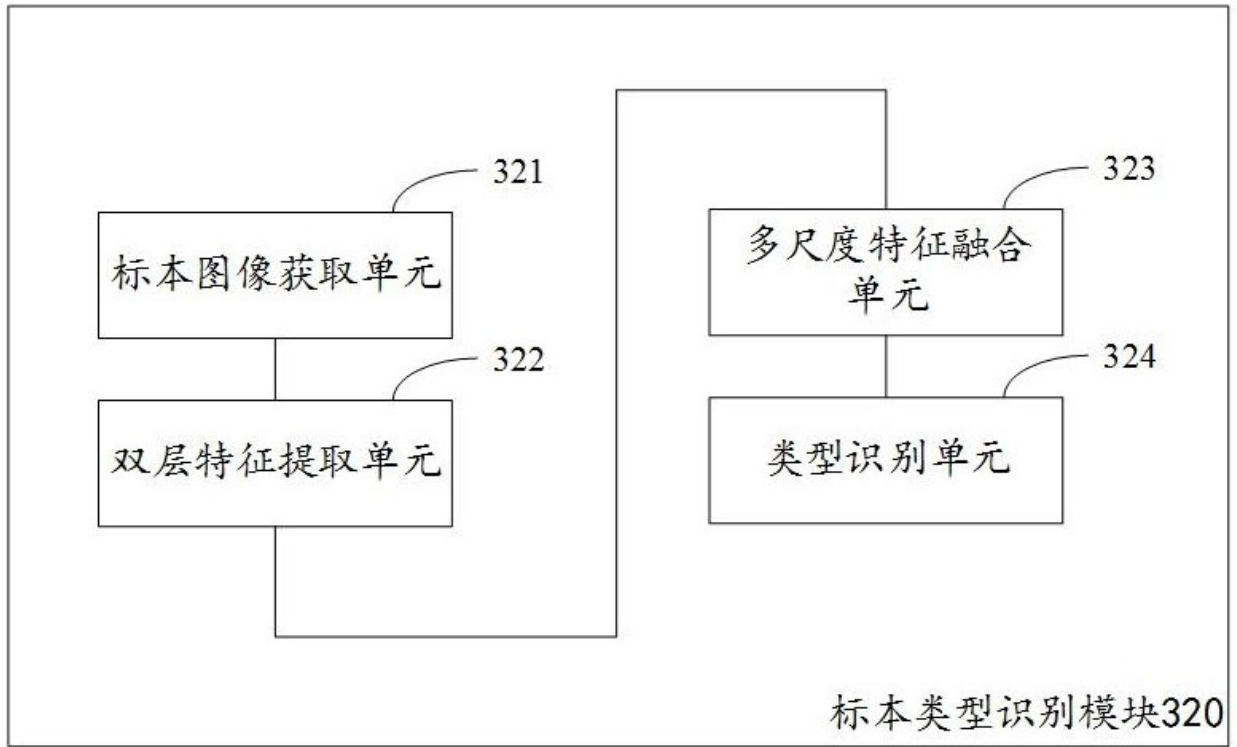 321
标本图像获取单元
322
双层特征提取单元
323
多尺度特征融合
单元
324
类型识别单元
标本类型识别模块320